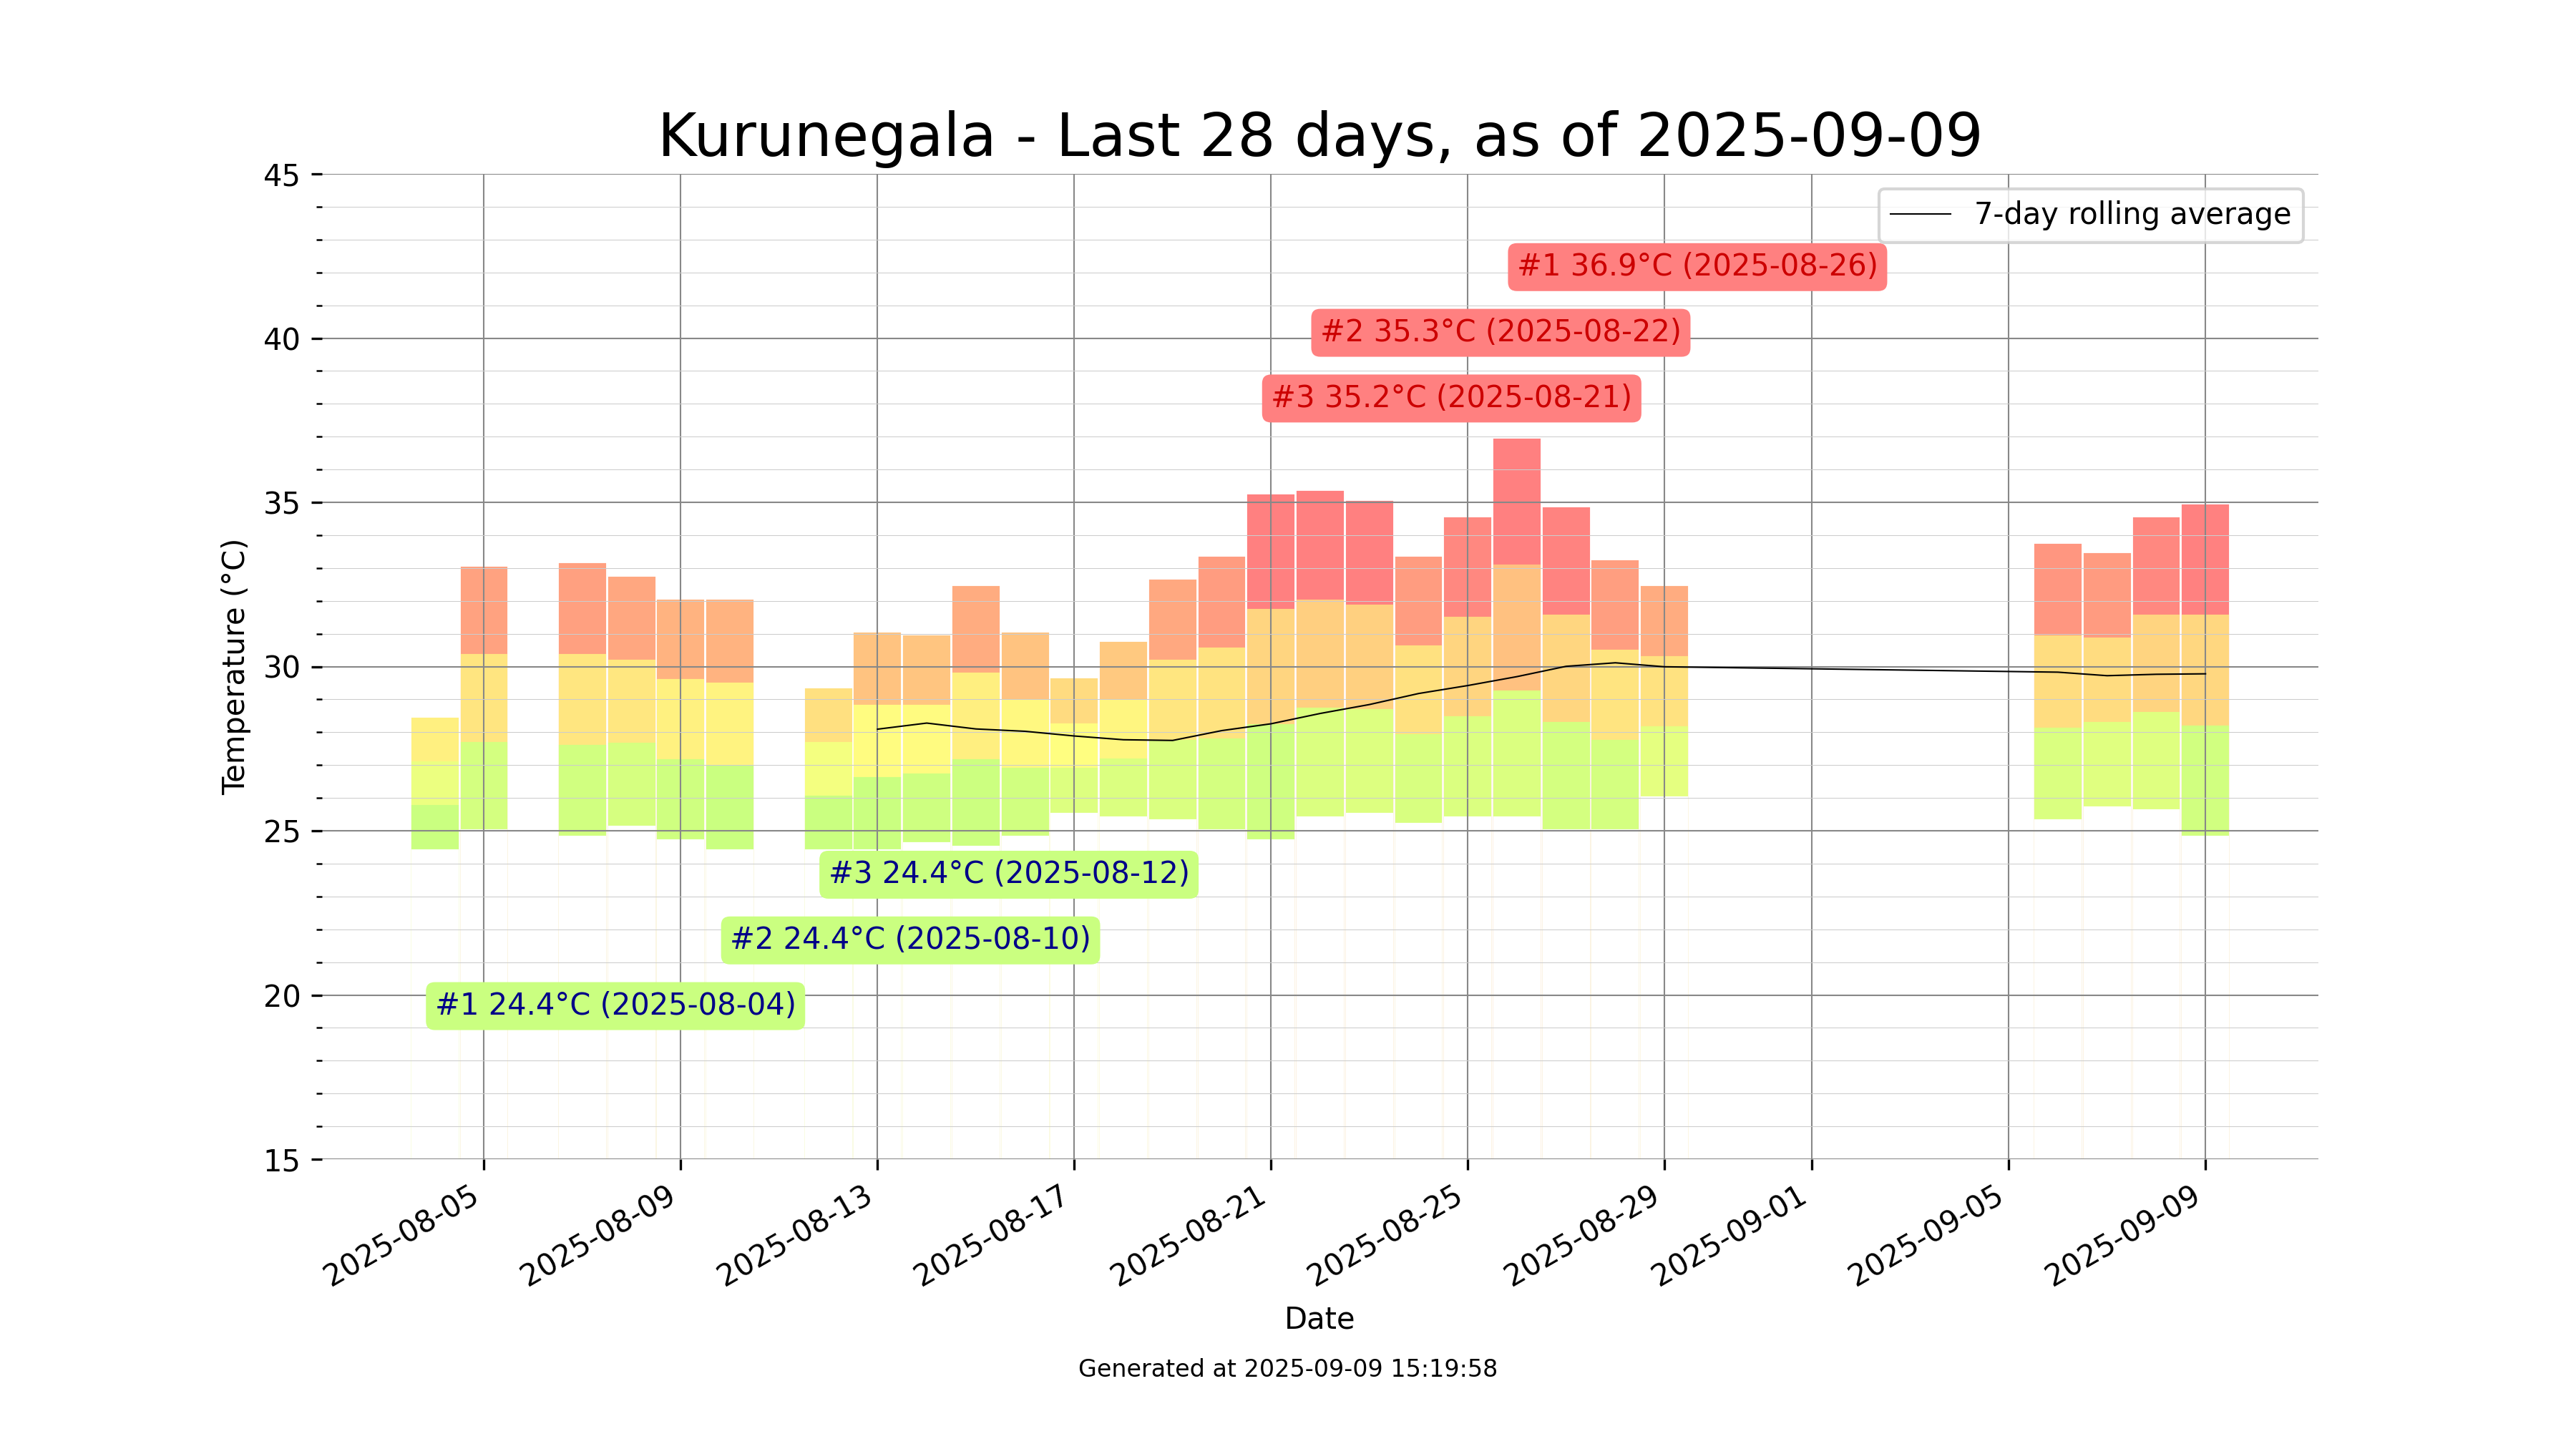 Kurunegala - Last 28 days, as of 2025-09-09
7-day rolling average
#1 36.9°C (2025-08-26)
#2 35.3°C (2025-08-22)
#3 35.2°C (2025-08-21)
#3 24.4°C (2025-08-12)
#2 24.4°C (2025-08-10)
#1 24.4°C (2025-08-04)
Temperature (°C)
45
40
35
30
25
20
15
2025-08-05
2025-08-09
2025-08-13
2025-08-17
2025-08-21
2025-08-25
2025-08-29
2025-09-01
2025-09-05
2025-09-09
Date
Generated at 2025-09-09 15:19:58